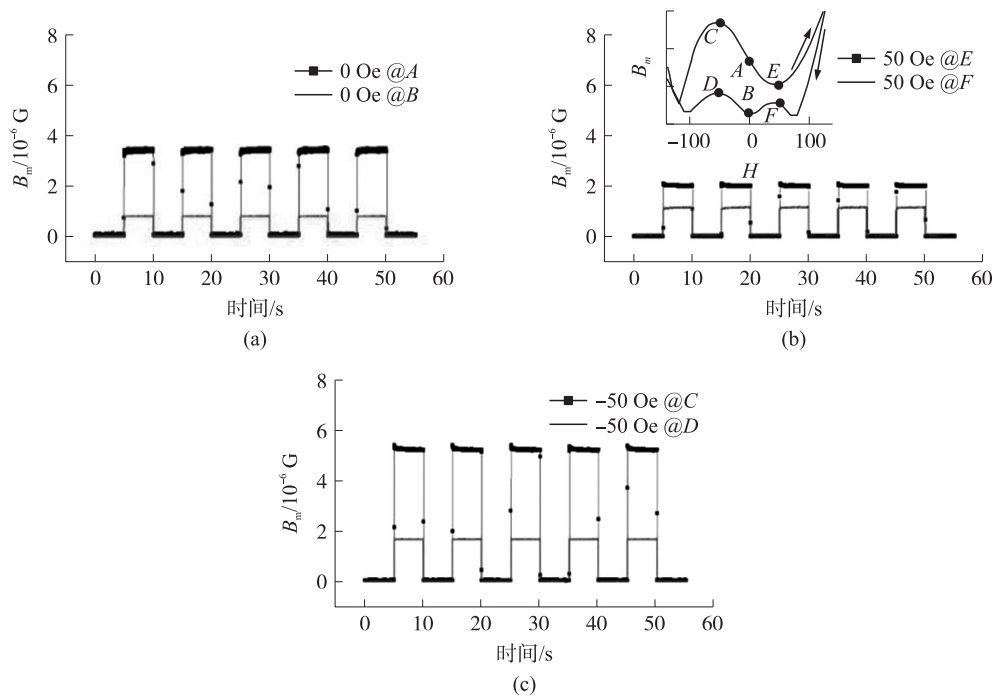 8
6
4
2
0
B_m/10⁻⁶ G
0 Oe @A
0 Oe @B
0 10 20 30 40 50 60
时间/s
(a)
8
6
4
2
0
B_m/10⁻⁶ G
50 Oe @E
50 Oe @F
B_m
C
A
E
D
B
F
−100 0 100
H
0 10 20 30 40 50 60
时间/s
(b)
8
6
4
2
0
B_m/10⁻⁶ G
−50 Oe @C
−50 Oe @D
0 10 20 30 40 50 60
时间/s
(c)